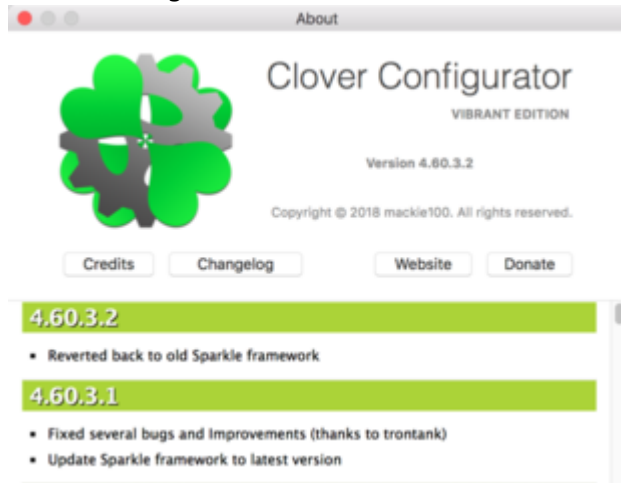 About
Clover Configurator
VIBRANT EDITION
Version 4.60.3.2
Copyright © 2018 mackie100. All rights reserved.
Credits Changelog Website Donate
4.60.3.2
▪ Reverted back to old Sparkle framework
4.60.3.1
▪ Fixed several bugs and Improvements (thanks to trontank)
▪ Update Sparkle framework to latest version